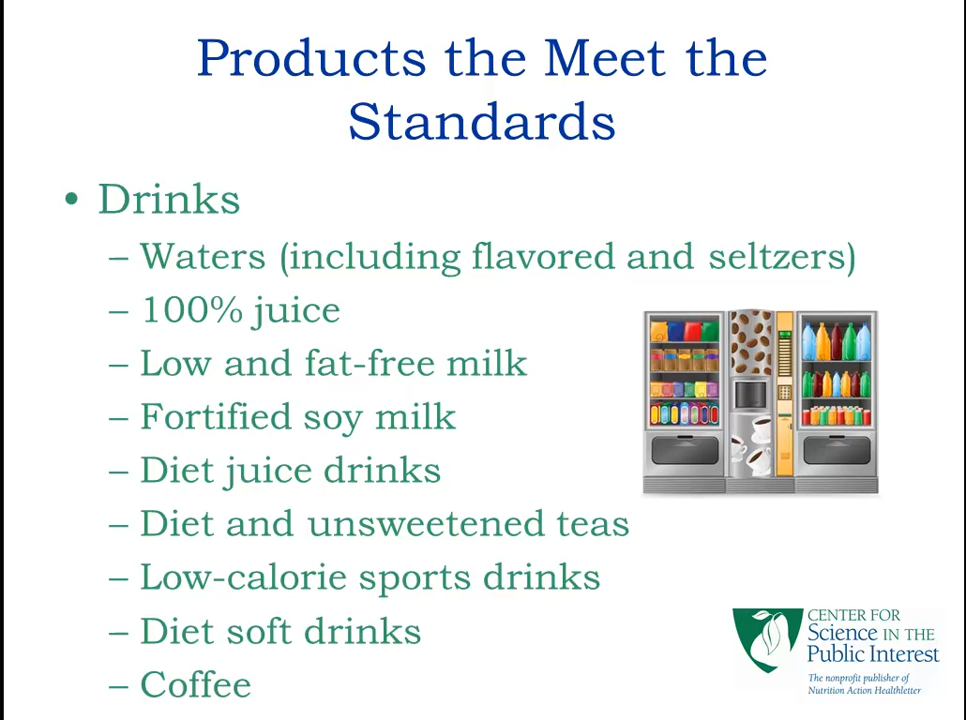 Products the Meet the
Standards
• Drinks
– Waters (including flavored and seltzers)
– 100% juice
– Low and fat-free milk
– Fortified soy milk
– Diet juice drinks
– Diet and unsweetened teas
– Low-calorie sports drinks
– Diet soft drinks
– Coffee
CENTER FOR
Science IN THE
Public Interest
The nonprofit publisher of
Nutrition Action Healthletter